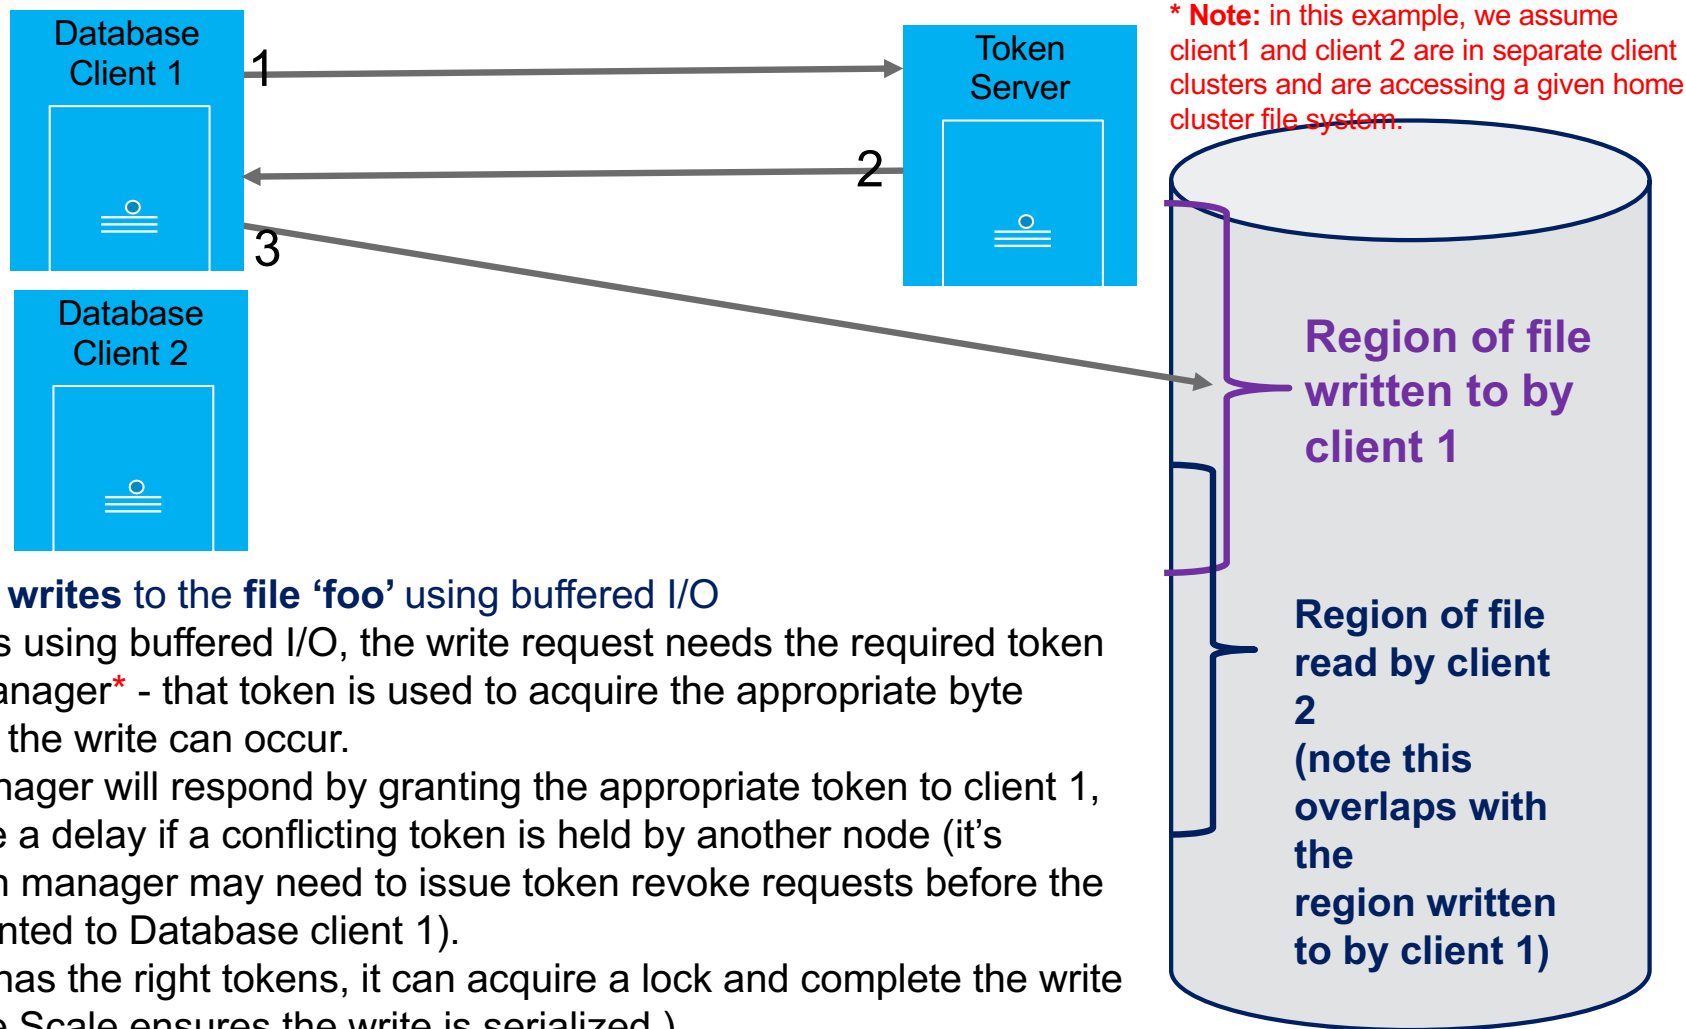 Database
Client 1
1
Token
Server
* Note: in this example, we assume
client1 and client 2 are in separate client
clusters and are accessing a given home
cluster file system.
2
3
Database
Client 2
Region of file
written to by
client 1
writes to the file ‘foo’ using buffered I/O
s using buffered I/O, the write request needs the required token
anager* - that token is used to acquire the appropriate byte
the write can occur.
nager will respond by granting the appropriate token to client 1,
e a delay if a conflicting token is held by another node (it’s
n manager may need to issue token revoke requests before the
nted to Database client 1).
has the right tokens, it can acquire a lock and complete the write
e Scale ensures the write is serialized.)
Region of file
read by client
2
(note this
overlaps with
the
region written
to by client 1)